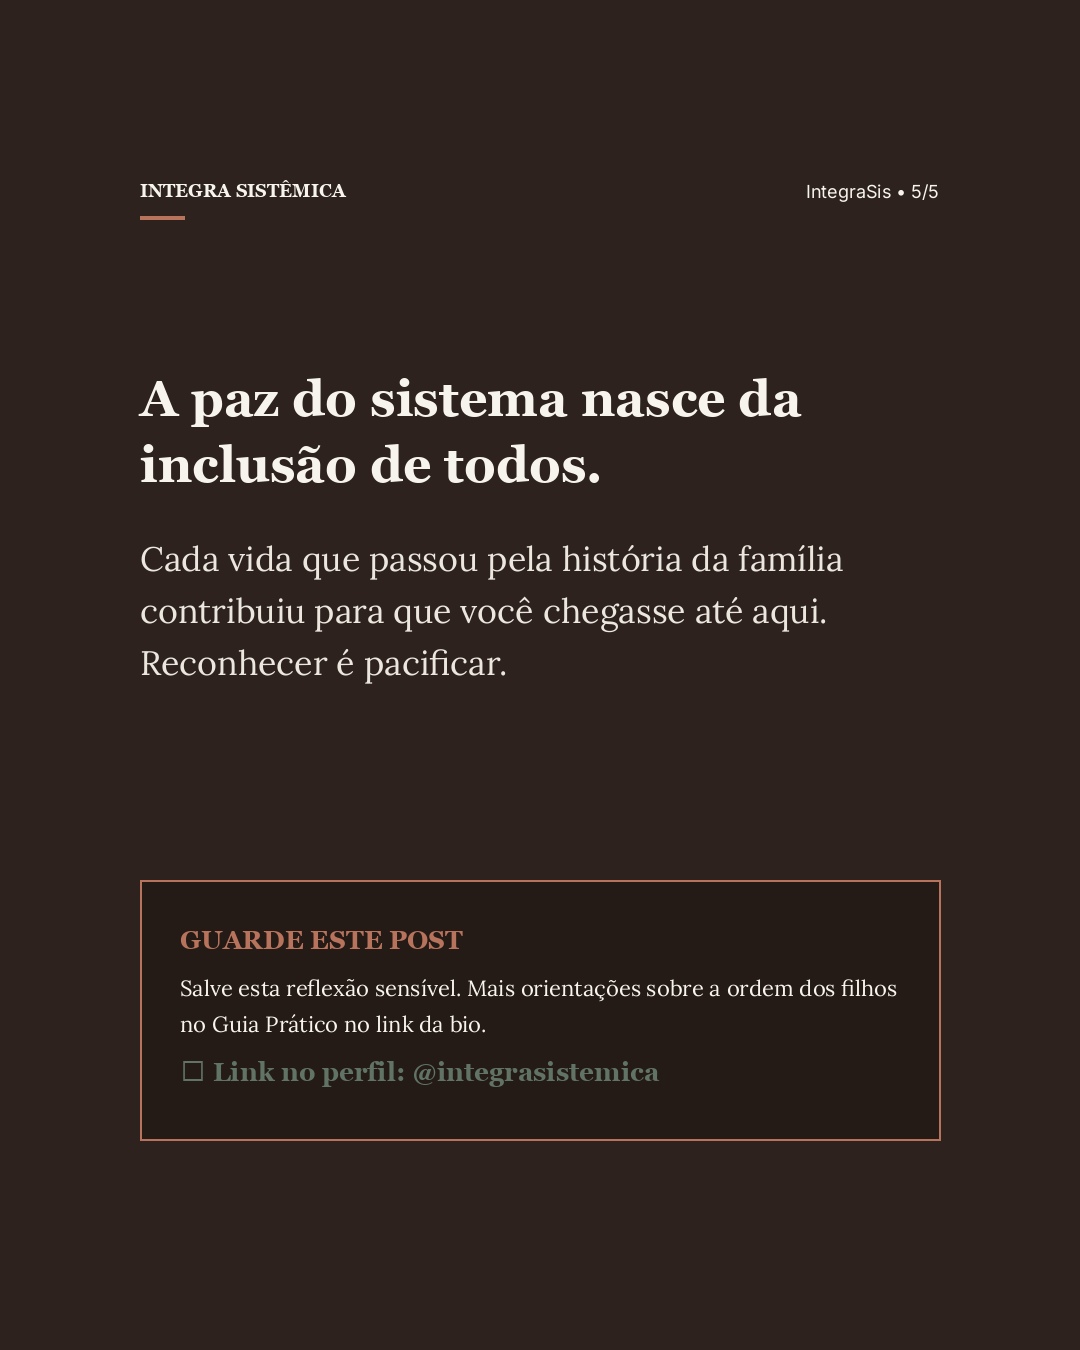 INTEGRA SISTÊMICA
IntegraSis • 5/5
A paz do sistema nasce da
inclusão de todos.
Cada vida que passou pela história da família
contribuiu para que você chegasse até aqui.
Reconhecer é pacificar.
GUARDE ESTE POST
Salve esta reflexão sensível. Mais orientações sobre a ordem dos filhos
no Guia Prático no link da bio.
☐ Link no perfil: @integrasistemica